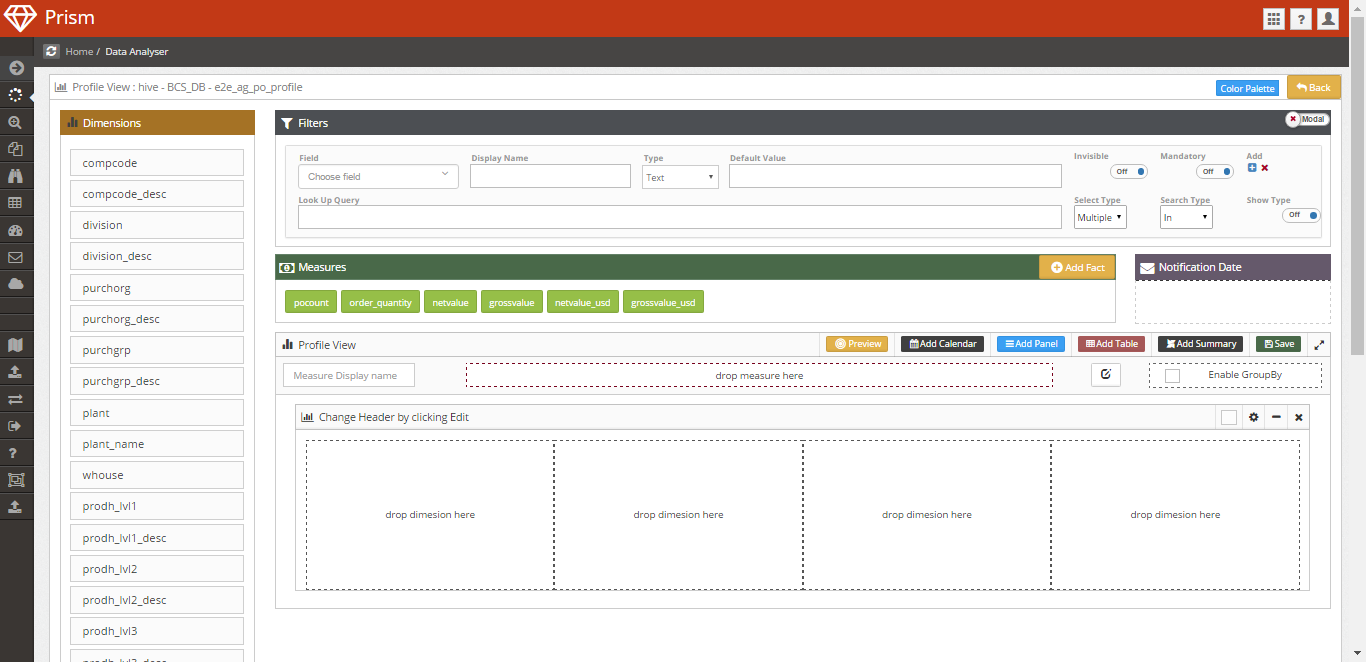 Prism
?
Home / Data Analyser
Profile View : hive - BCS_DB - e2e_ag_po_profile
Color Palette
Back
Dimensions
compcode
compcode_desc
division
division_desc
purchorg
purchorg_desc
purchgrp
purchgrp_desc
plant
plant_name
whouse
prodh_lvl1
prodh_lvl1_desc
prodh_lvl2
prodh_lvl2_desc
prodh_lvl3
prodh_lvl3_desc
?
Filters
Modal
Field
Display Name
Type
Default Value
Invisible
Mandatory
Add
Choose field
Text
Off
Off
Look Up Query
Select Type
Search Type
Show Type
Multiple
In
Off
Measures
Add Fact
pocount order_quantity netvalue grossvalue netvalue_usd grossvalue_usd
Notification Date
Profile View
Preview
Add Calendar
Add Panel
Add Table
Add Summary
Save
Measure Display name
drop measure here
Enable GroupBy
Change Header by clicking Edit
drop dimesion here
drop dimesion here
drop dimesion here
drop dimesion here